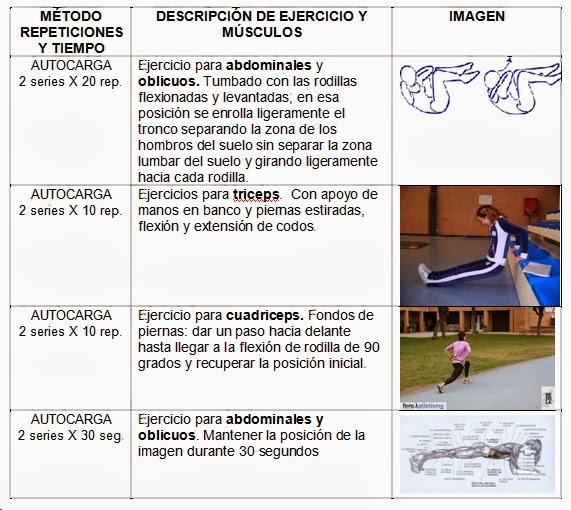 MÉTODO
REPETICIONES
Y TIEMPO
DESCRIPCIÓN DE EJERCICIO Y
MÚSCULOS
IMAGEN
AUTOCARGA
2 series X 20 rep.
Ejercicio para abdominales y
oblicuos. Tumbado con las rodillas
flexionadas y levantadas; en esa
posición se enrolla ligeramente el
tronco separando la zona de los
hombros del suelo sin separar la zona
lumbar del suelo y girando ligeramente
hacia cada rodilla.
AUTOCARGA
2 series X 10 rep.
Ejercicios para triceps. Con apoyo de
manos en banco y piernas estiradas,
flexión y extensión de codos.
AUTOCARGA
2 series X 10 rep.
Ejercicio para cuadriceps. Fondos de
piernas: dar un paso hacia delante
hasta llegar a la flexión de rodilla de 90
grados y recuperar la posición inicial.
foroatletismo
AUTOCARGA
2 series X 30 seg.
Ejercicio para abdominales y
oblicuos. Mantener la posición de la
imagen durante 30 segundos